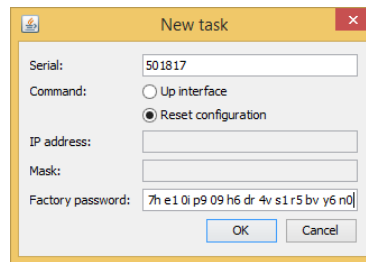 New task
Serial: 501817
Command: Up interface
Reset configuration
IP address:
Mask:
Factory password: 7h e1 0i p9 09 h6 dr 4v s1 r5 bv y6 n0
OK Cancel